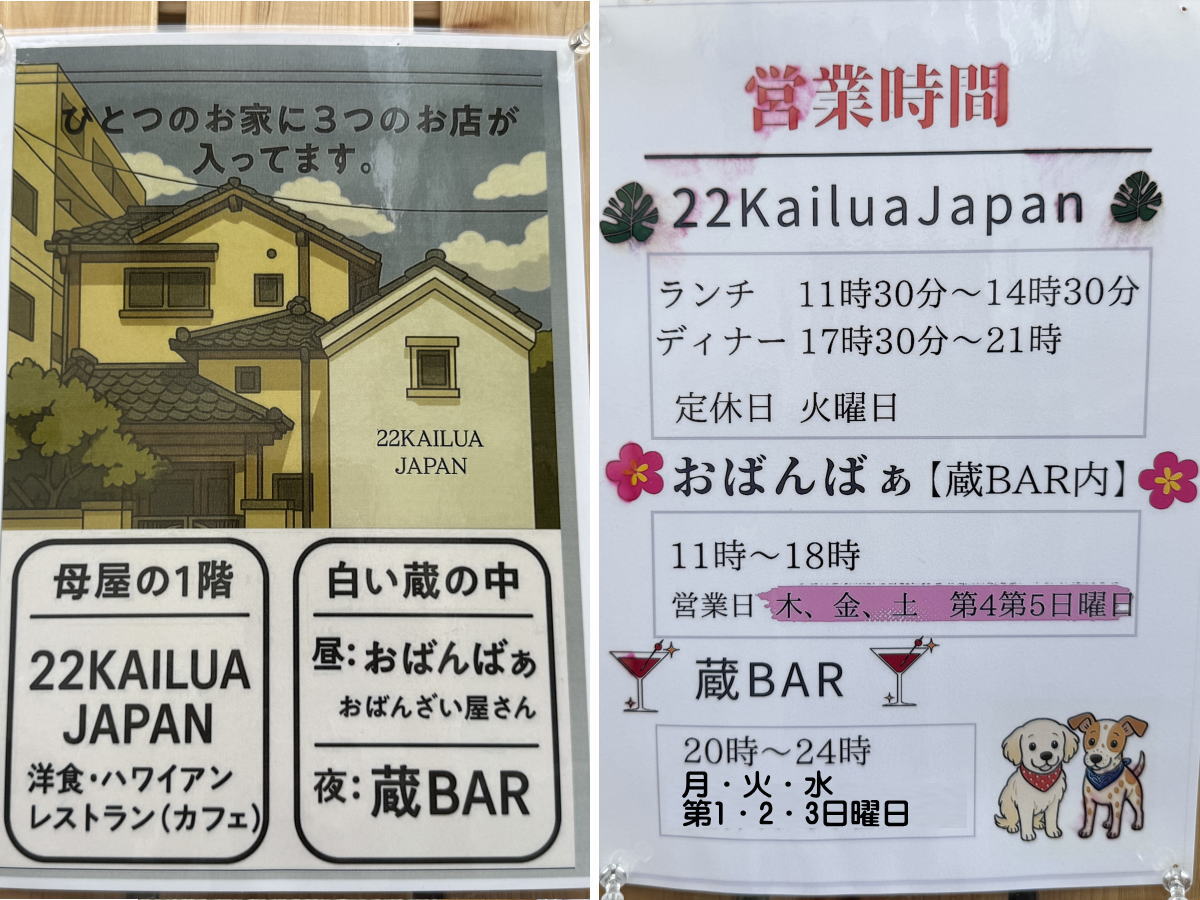 ひとつのお家に３つのお店が
入ってます。
22KAILUA
JAPAN
母屋の1階
22KAILUA
JAPAN
洋食・ハワイアン
レストラン(カフェ)
白い蔵の中
昼：おばんばぁ
おばんざい屋さん
夜：蔵BAR
営業時間
22KailuaJapan
ランチ 11時30分〜14時30分
ディナー 17時30分〜21時
定休日 火曜日
おばんばぁ【蔵BAR内】
11時〜18時
営業日 木、金、土 第4第5日曜日
蔵BAR
20時〜24時
月・火・水
第1・2・3日曜日